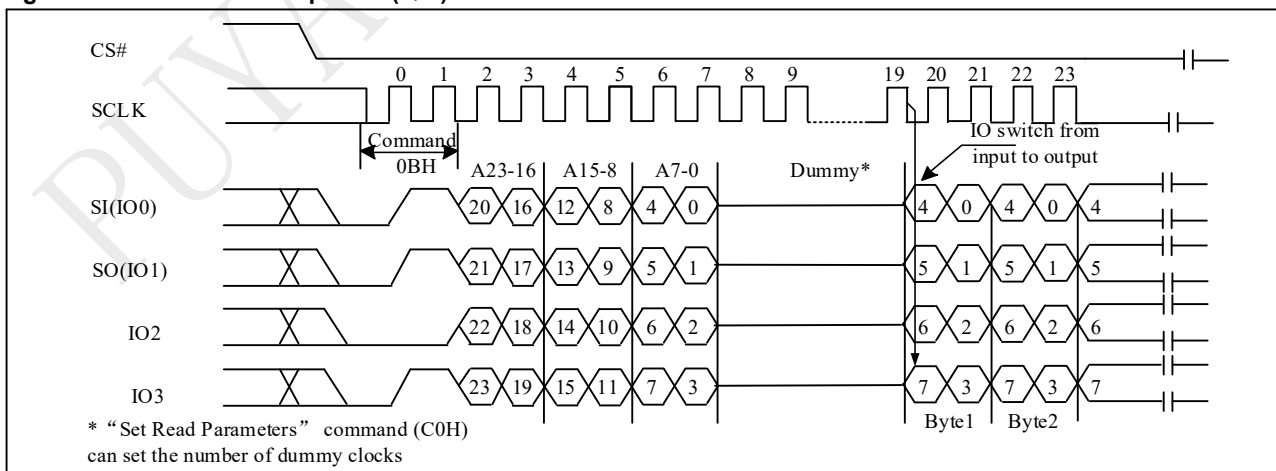 CS#
0 1 2 3 4 5 6 7 8 9 19 20 21 22 23
SCLK
Command
0BH
IO switch from
input to output
A23-16 A15-8 A7-0 Dummy*
SI(IO0) 20 16 12 8 4 0 4 0 4 0 4
SO(IO1) 21 17 13 9 5 1 5 1 5 1 5
IO2 22 18 14 10 6 2 6 2 6 2 6
IO3 23 19 15 11 7 3 7 3 7 3 7
Byte1 Byte2
* “Set Read Parameters” command (C0H)
can set the number of dummy clocks
PUYA